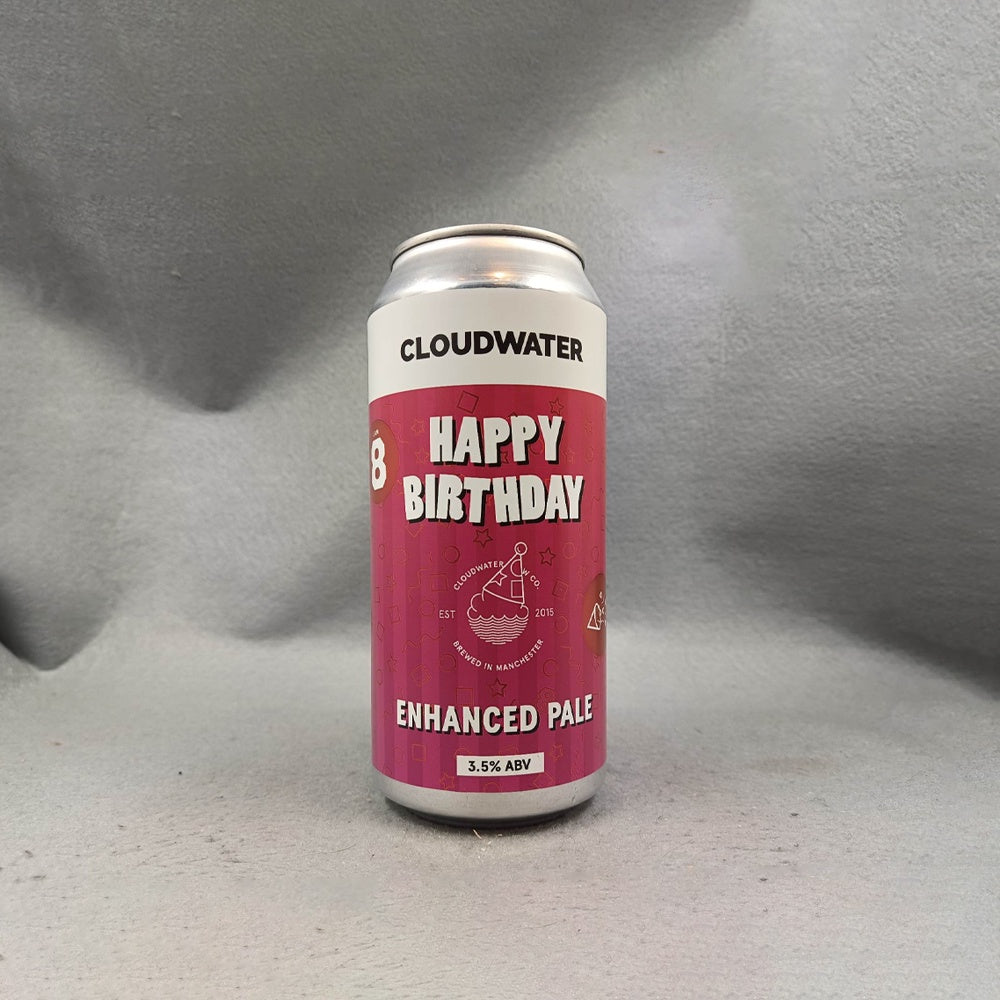 CLOUDWATER
HAPPY
BIRTHDAY
8
CLOUDWATER
W CO.
EST 2015
BREWED IN MANCHESTER
ENHANCED PALE
3.5% ABV